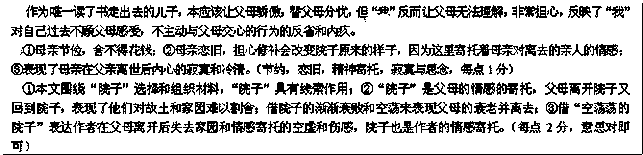 作为唯一读了书走出去的儿子，本应该让父母骄傲，替父母分忧，但“我”反而让父母无法理解，非常担心，反映了“我”
对自己过去不顾父母感受，不主动与父母交心的行为的反省和内疚。
①母亲节俭，舍不得花钱；②母亲恋旧，担心修补会改变院子原来的样子，因为这里寄托着母亲对离去的亲人的情感；
③表现了母亲在父亲离世后内心的寂寞和冷清。（节约，恋旧，精神寄托，寂寞与思念，每点1分）
①本文围绕“院子”选择和组织材料，“院子”具有线索作用；②“院子”是父母的情感的寄托，父母离开院子又
回到院子，表现了他们对故土和家园难以割舍；借院子的渐渐衰败和空荡来表现父母的衰老并离去；③借“空荡荡的
院子”表达作者在父母离开后失去家园和情感寄托的空虚和伤感，院子也是作者的情感寄托。（每点2分，意思对即
可）